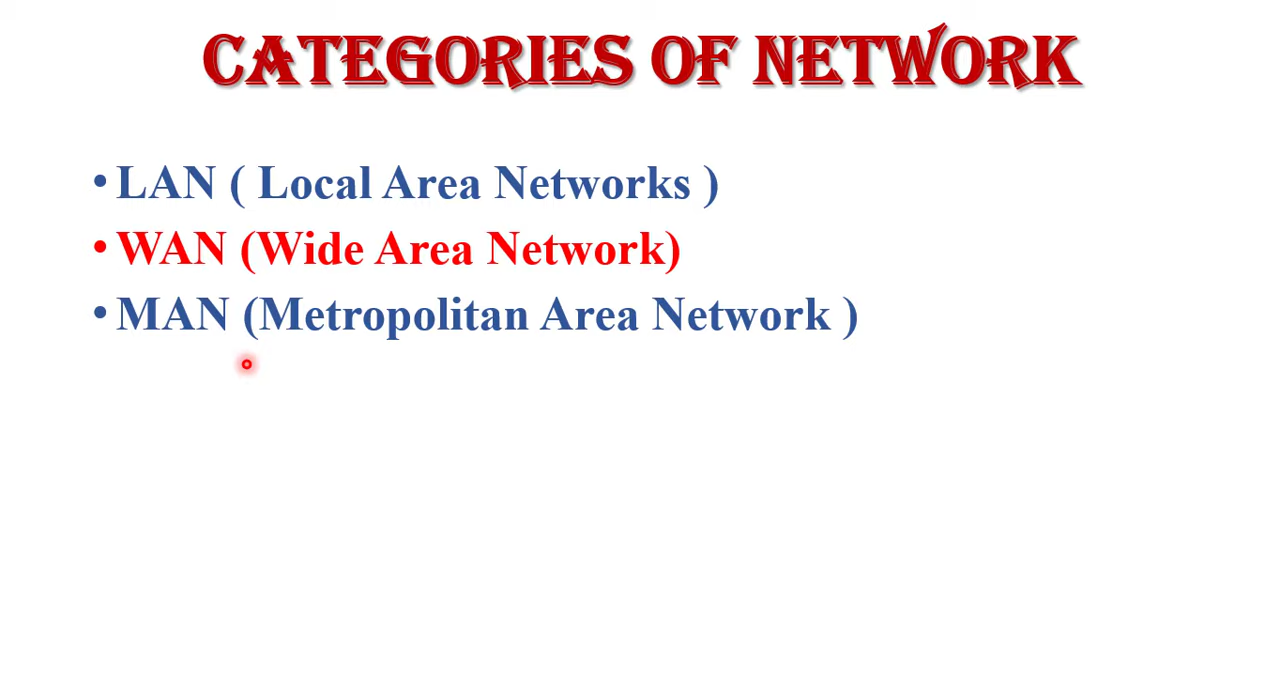 CATEGORIES OF NETWORK
• LAN ( Local Area Networks )
• WAN (Wide Area Network)
• MAN (Metropolitan Area Network )